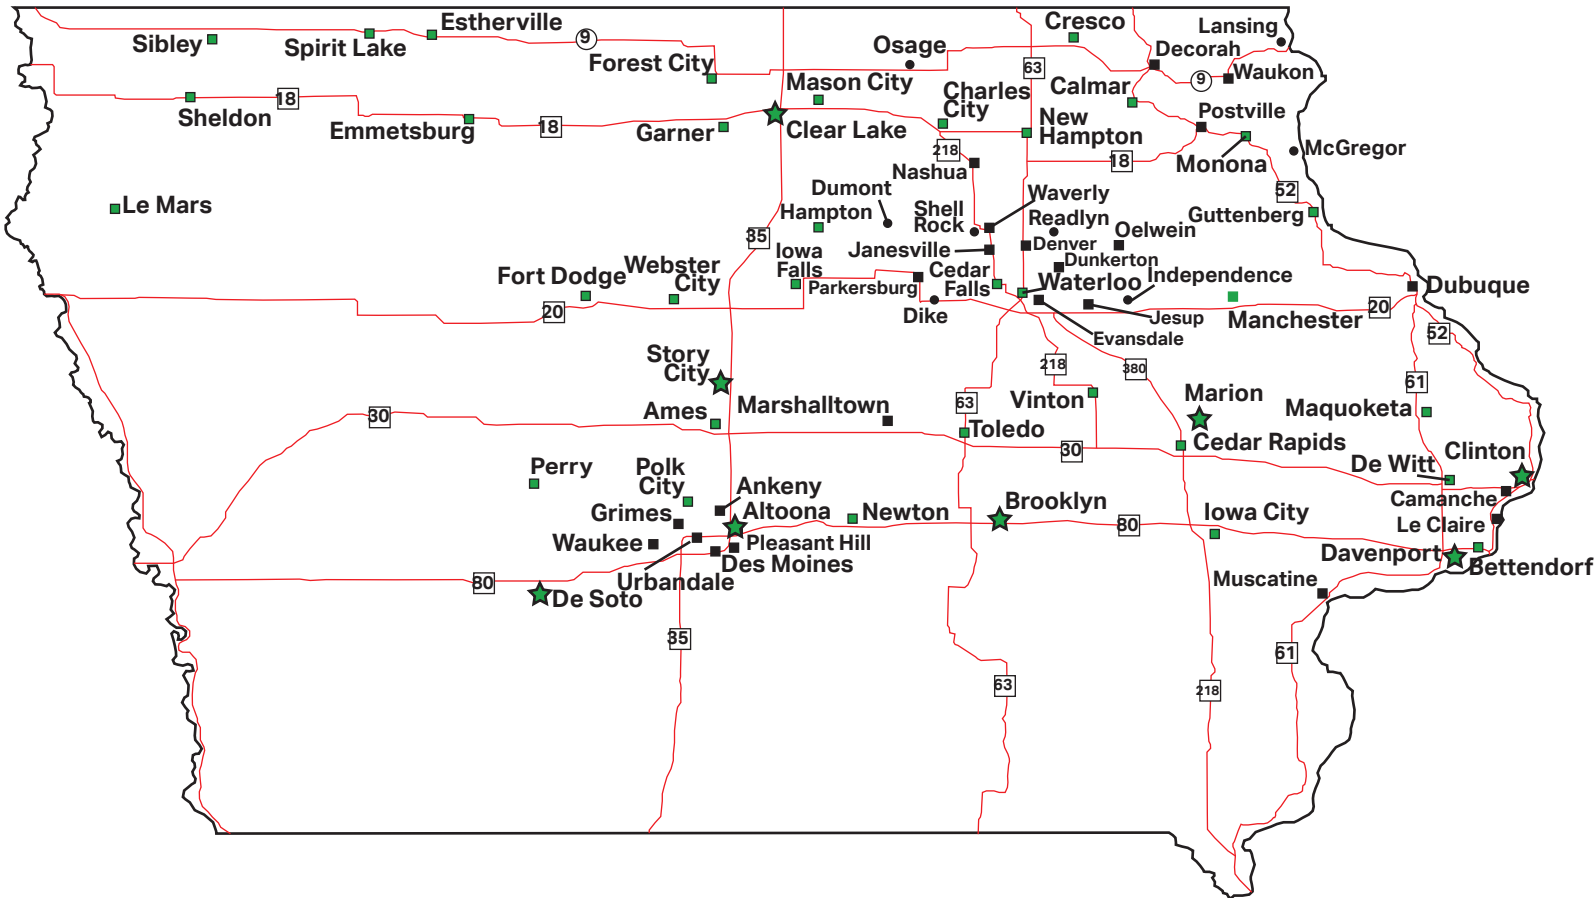 Estherville
Cresco
Lansing
Sibley
Spirit Lake
9
Osage
Decorah
Forest City
63
Waukon
Mason City
9
Calmar
Charles
City
18
Sheldon
Emmetsburg
18
Garner
Clear Lake
New
Hampton
Postville
218
McGregor
18
Monona
Nashua
Dumont
52
Waverly
Le Mars
Hampton
Shell
Rock
Readlyn
Guttenberg
Oelwein
35
Janesville
Denver
Iowa
Falls
Dunkerton
Webster
City
Fort Dodge
Cedar
Falls
Independence
Waterloo
Parkersburg
Dubuque
20
Dike
Jesup
Manchester
20
Evansdale
52
Story
City
218
380
61
Marion
Vinton
63
Ames
Marshalltown
Maquoketa
30
Toledo
Cedar Rapids
30
Clinton
Perry
Polk
City
De Witt
Ankeny
Camanche
Brooklyn
Grimes
Altoona
Newton
Iowa City
80
Le Claire
Waukee
Pleasant Hill
Davenport
Des Moines
Bettendorf
80
Urbandale
Muscatine
De Soto
35
61
63
218